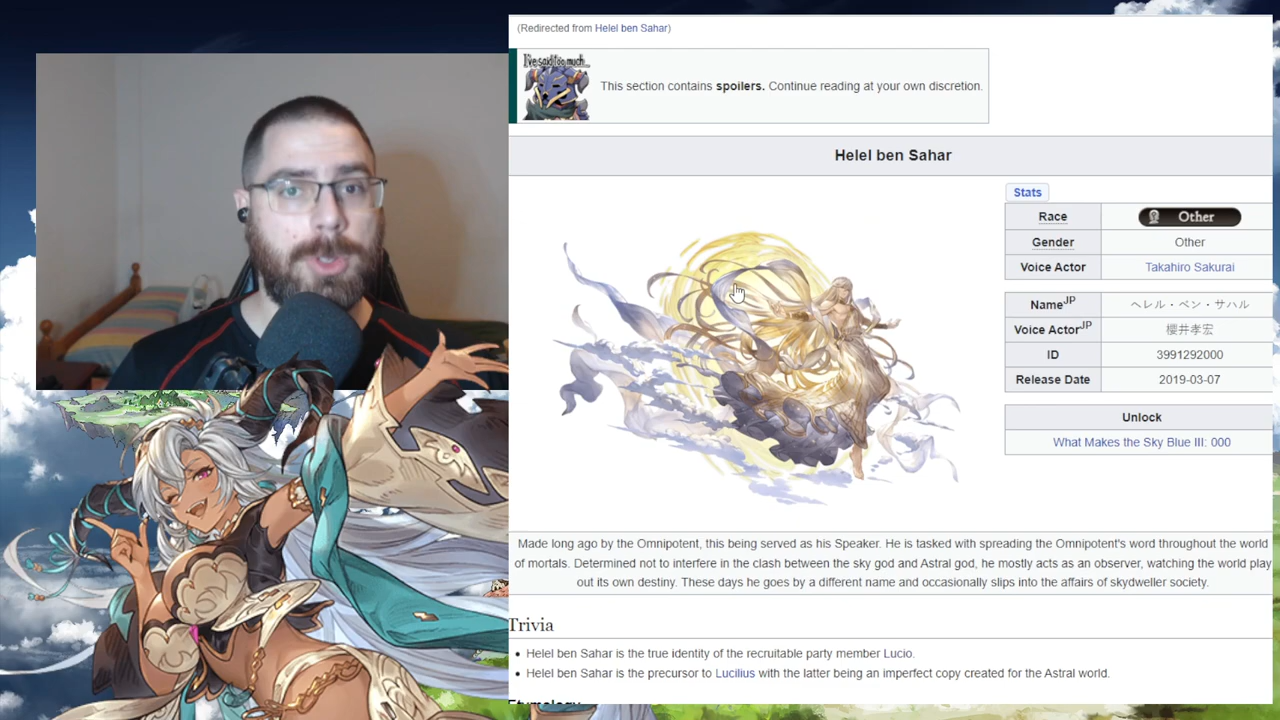 (Redirected from Helel ben Sahar)
I've said too much...
This section contains spoilers. Continue reading at your own discretion.
Helel ben Sahar
Stats
Race Other
Gender Other
Voice Actor Takahiro Sakurai
NameJP ヘレル・ベン・サハル
Voice ActorJP 櫻井孝宏
ID 3991292000
Release Date 2019-03-07
Unlock
What Makes the Sky Blue III: 000
Made long ago by the Omnipotent, this being served as his Speaker. He is tasked with spreading the Omnipotent's word throughout the world
of mortals. Determined not to interfere in the clash between the sky god and Astral god, he mostly acts as an observer, watching the world play
out its own destiny. These days he goes by a different name and occasionally slips into the affairs of skydweller society.
Trivia
• Helel ben Sahar is the true identity of the recruitable party member Lucio.
• Helel ben Sahar is the precursor to Lucilius with the latter being an imperfect copy created for the Astral world.
Etymology